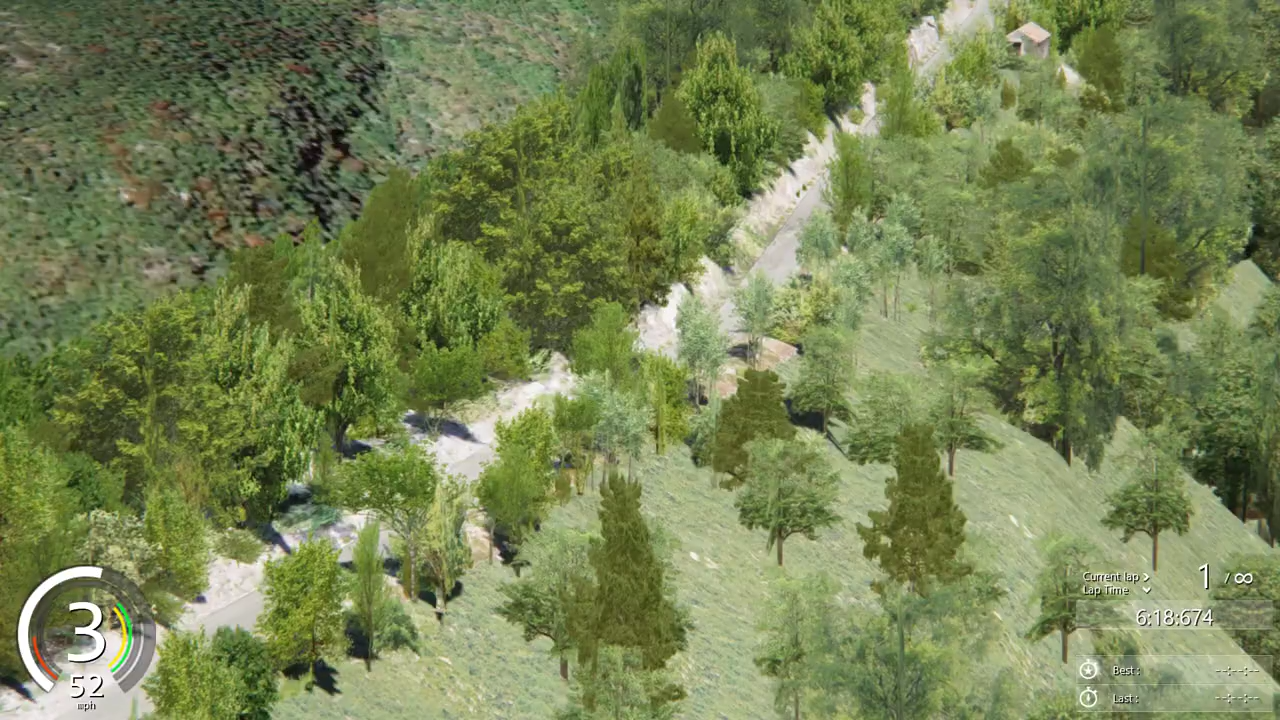 3
52
mph
Current lap
1 / ∞
Lap Time
6:18:674
Best: --:--:---
Last: --:--:---